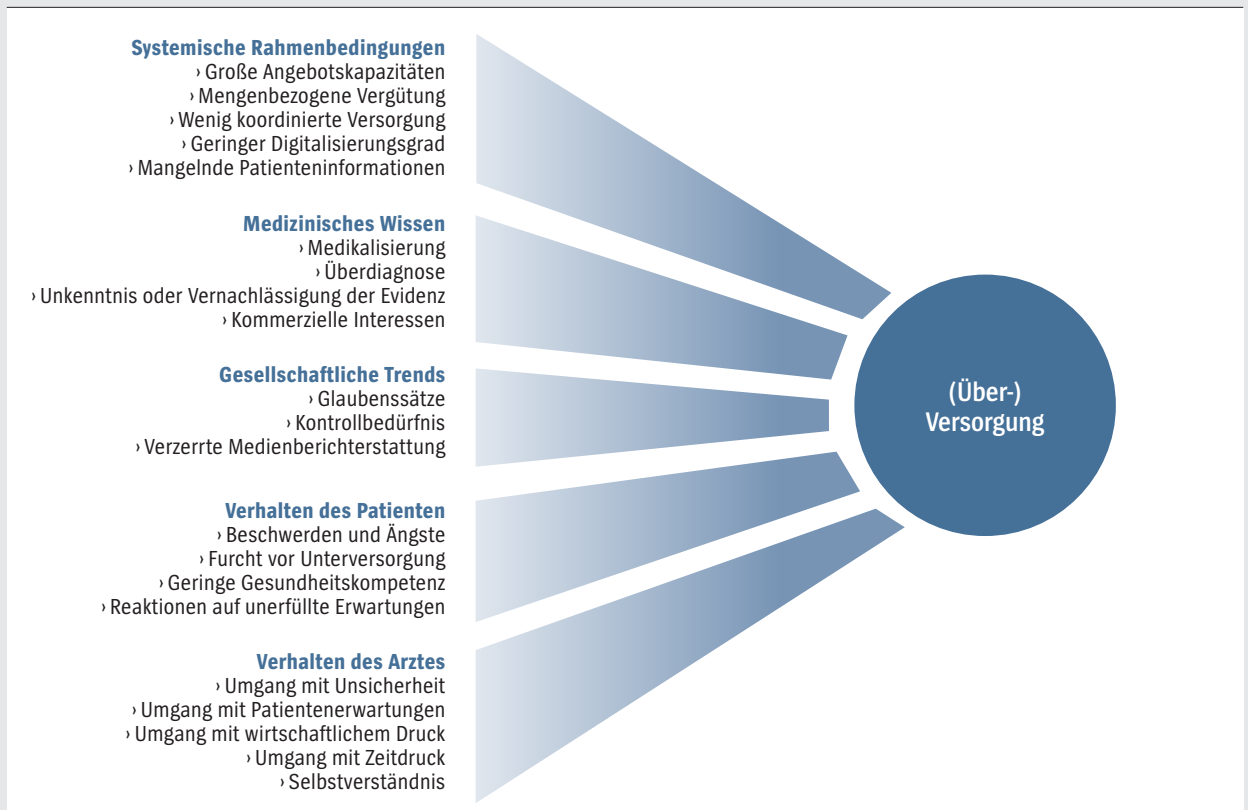 Systemische Rahmenbedingungen
› Große Angebotskapazitäten
› Mengenbezogene Vergütung
› Wenig koordinierte Versorgung
› Geringer Digitalisierungsgrad
› Mangelnde Patienteninformationen
Medizinisches Wissen
› Medikalisierung
› Überdiagnose
› Unkenntnis oder Vernachlässigung der Evidenz
› Kommerzielle Interessen
Gesellschaftliche Trends
› Glaubenssätze
› Kontrollbedürfnis
› Verzerrte Medienberichterstattung
Verhalten des Patienten
› Beschwerden und Ängste
› Furcht vor Unterversorgung
› Geringe Gesundheitskompetenz
› Reaktionen auf unerfüllte Erwartungen
Verhalten des Arztes
› Umgang mit Unsicherheit
› Umgang mit Patientenerwartungen
› Umgang mit wirtschaftlichem Druck
› Umgang mit Zeitdruck
› Selbstverständnis
(Über-)
Versorgung